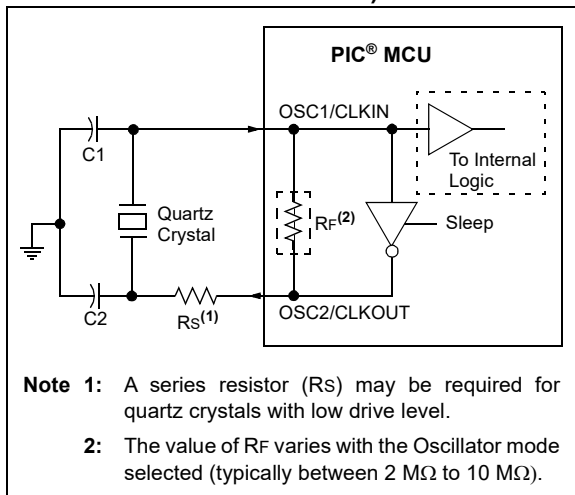 PIC® MCU
OSC1/CLKIN
C1
To Internal
Logic
Quartz
Crystal
RF(2)
Sleep
C2
RS(1)
OSC2/CLKOUT
Note 1: A series resistor (RS) may be required for
quartz crystals with low drive level.
2: The value of RF varies with the Oscillator mode
selected (typically between 2 MΩ to 10 MΩ).